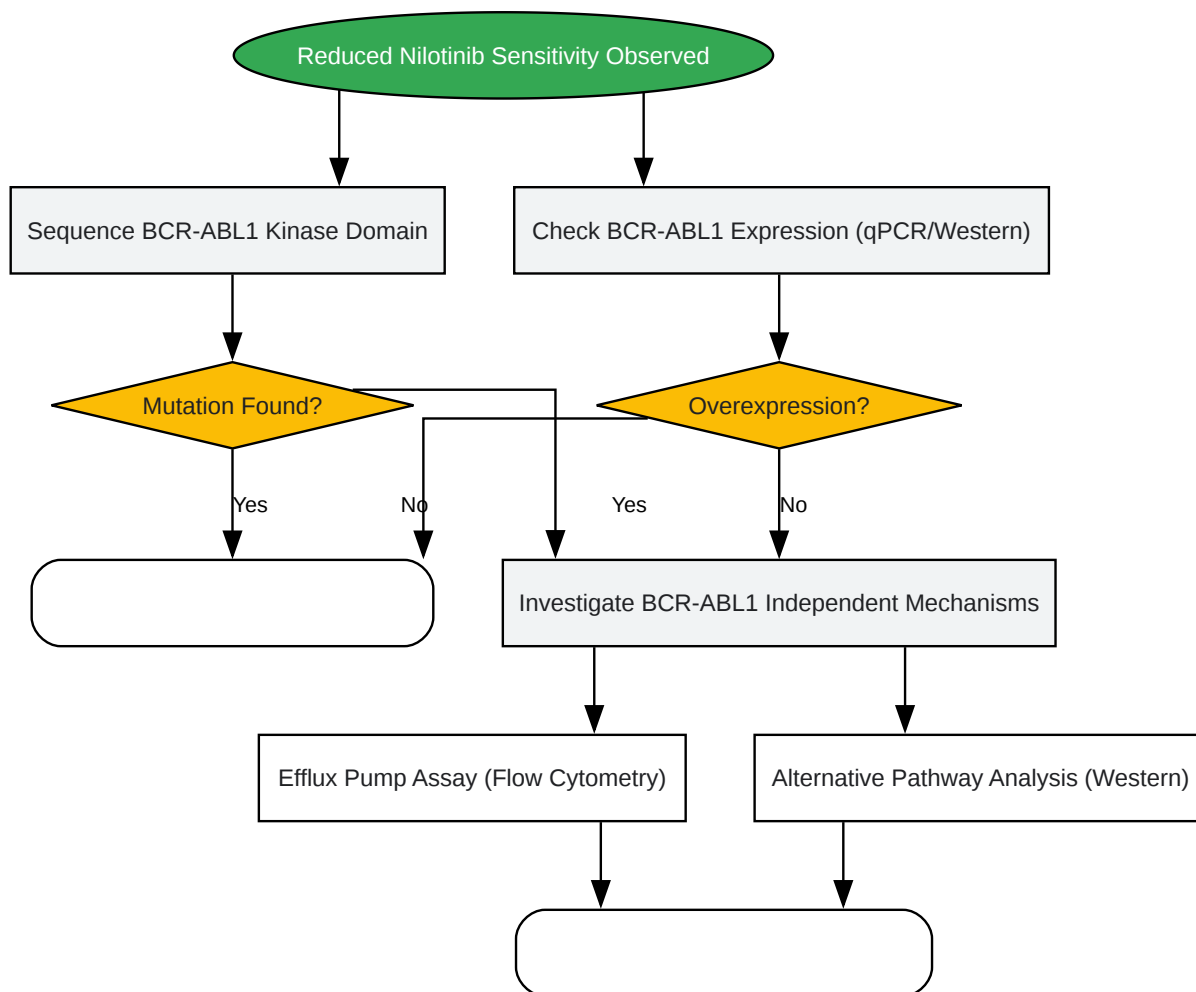 Reduced Nilotinib Sensitivity Observed
Sequence BCR-ABL1 Kinase Domain
Check BCR-ABL1 Expression (qPCR/Western)
Mutation Found?
Overexpression?
Yes
No
Yes
No
Investigate BCR-ABL1 Independent Mechanisms
Efflux Pump Assay (Flow Cytometry)
Alternative Pathway Analysis (Western)